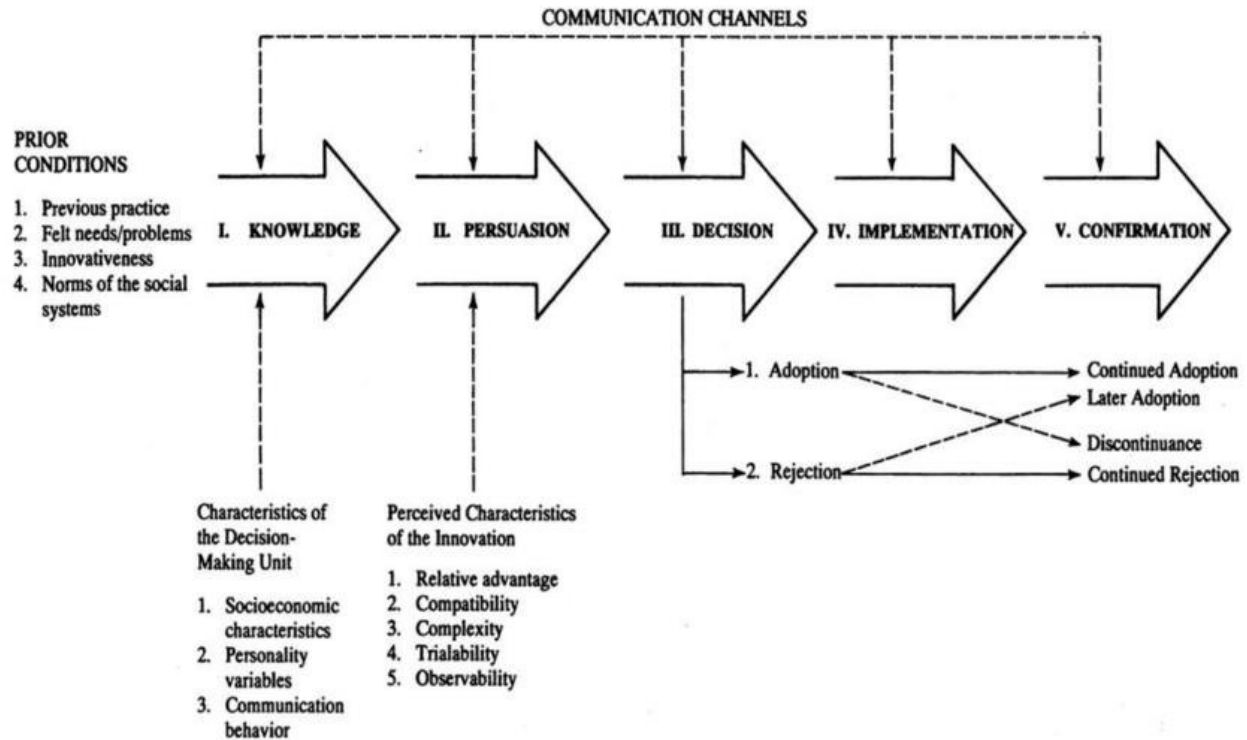 COMMUNICATION CHANNELS
PRIOR
CONDITIONS
1. Previous practice
2. Felt needs/problems
3. Innovativeness
4. Norms of the social
systems
I. KNOWLEDGE
II. PERSUASION
III. DECISION
IV. IMPLEMENTATION
V. CONFIRMATION
1. Adoption
Continued Adoption
Later Adoption
Discontinuance
2. Rejection
Continued Rejection
Characteristics of
the Decision-
Making Unit
1. Socioeconomic
characteristics
2. Personality
variables
3. Communication
behavior
Perceived Characteristics
of the Innovation
1. Relative advantage
2. Compatibility
3. Complexity
4. Trialability
5. Observability